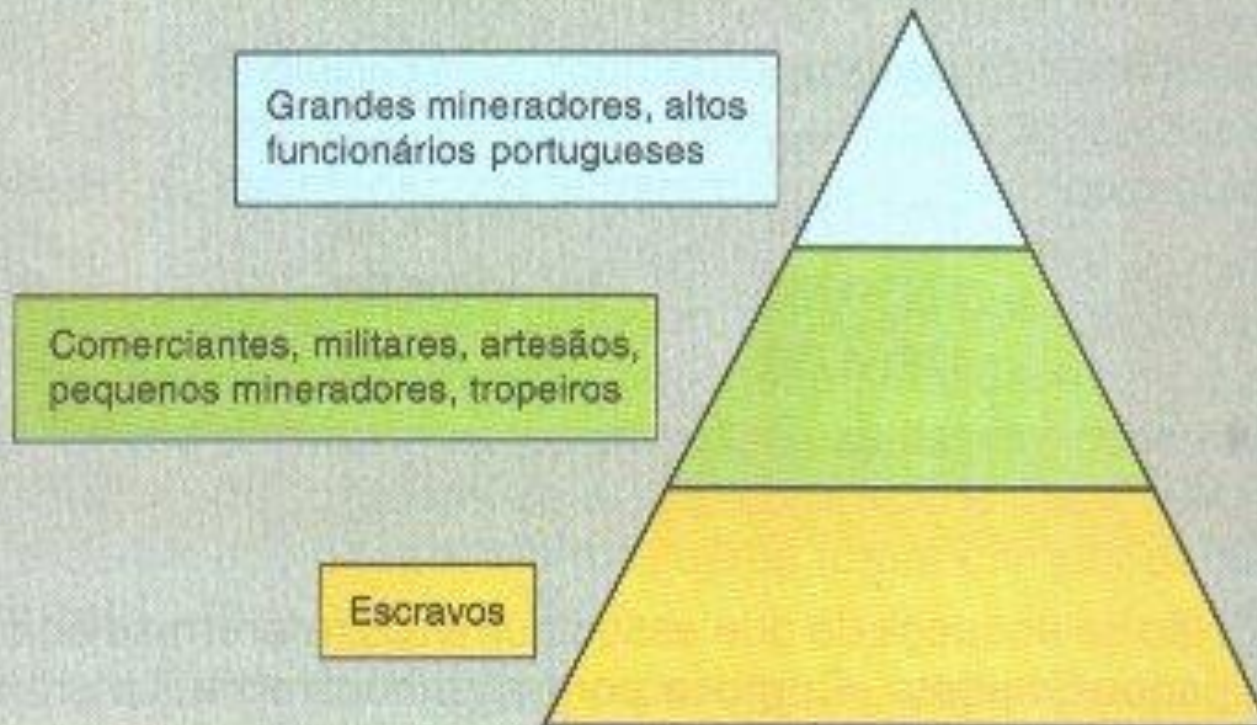 Grandes mineradores, altos
funcionários portugueses
Comerciantes, militares, artesãos,
pequenos mineradores, tropeiros
Escravos